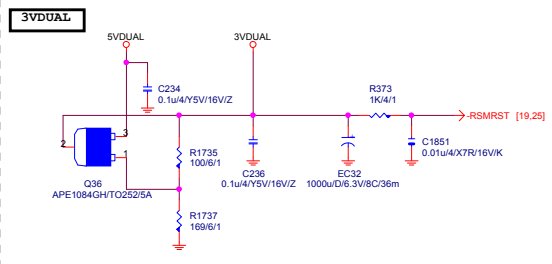 3VDUAL
5VDUAL
3VDUAL
C234
0.1u/4/Y5V/16V/Z
R373
1K/4/1
-RSMRST [19,25]
2
3
1
Q36
APE1084GH/TO252/5A
R1735
100/6/1
C236
0.1u/4/Y5V/16V/Z
EC32
1000u/D/6.3V/8C/36m
C1851
0.01u/4/X7R/16V/K
R1737
169/6/1